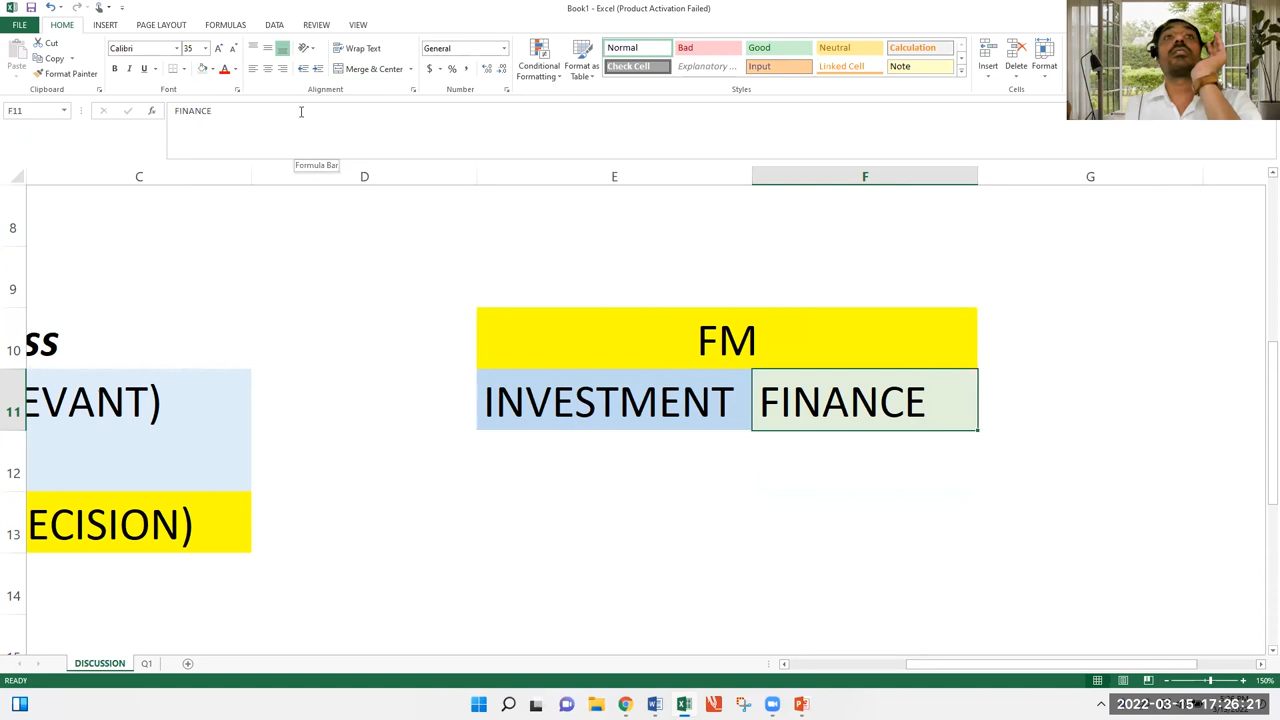 Book1 - Excel (Product Activation Failed)
FILE HOME INSERT PAGE LAYOUT FORMULAS DATA REVIEW VIEW
Paste
Cut
Copy
Format Painter
Clipboard
Calibri 35
B I U
Font
Wrap Text
Merge & Center
Alignment
General
$ % ,
Number
Conditional Formatting
Format as Table
Normal Bad Good Neutral Calculation
Check Cell Explanatory ... Input Linked Cell Note
Styles
Insert Delete Format
Cells
F11 fx FINANCE
Formula Bar
C D E F G
8
9
10 ss FM
11 EVANT) INVESTMENT FINANCE
12
13 ECISION)
14
DISCUSSION Q1
READY 150%
2022-03-15 17:26:21